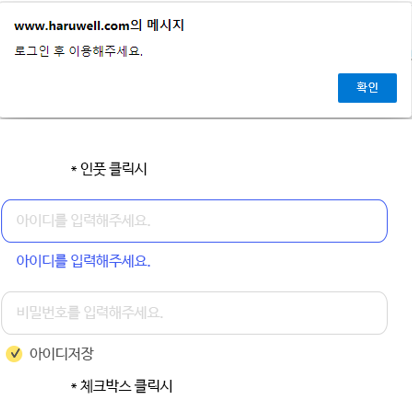 www.haruwell.com의 메시지
로그인 후 이용해주세요.
확인
* 인풋 클릭시
아이디를 입력해주세요.
아이디를 입력해주세요.
비밀번호를 입력해주세요.
아이디저장
* 체크박스 클릭시